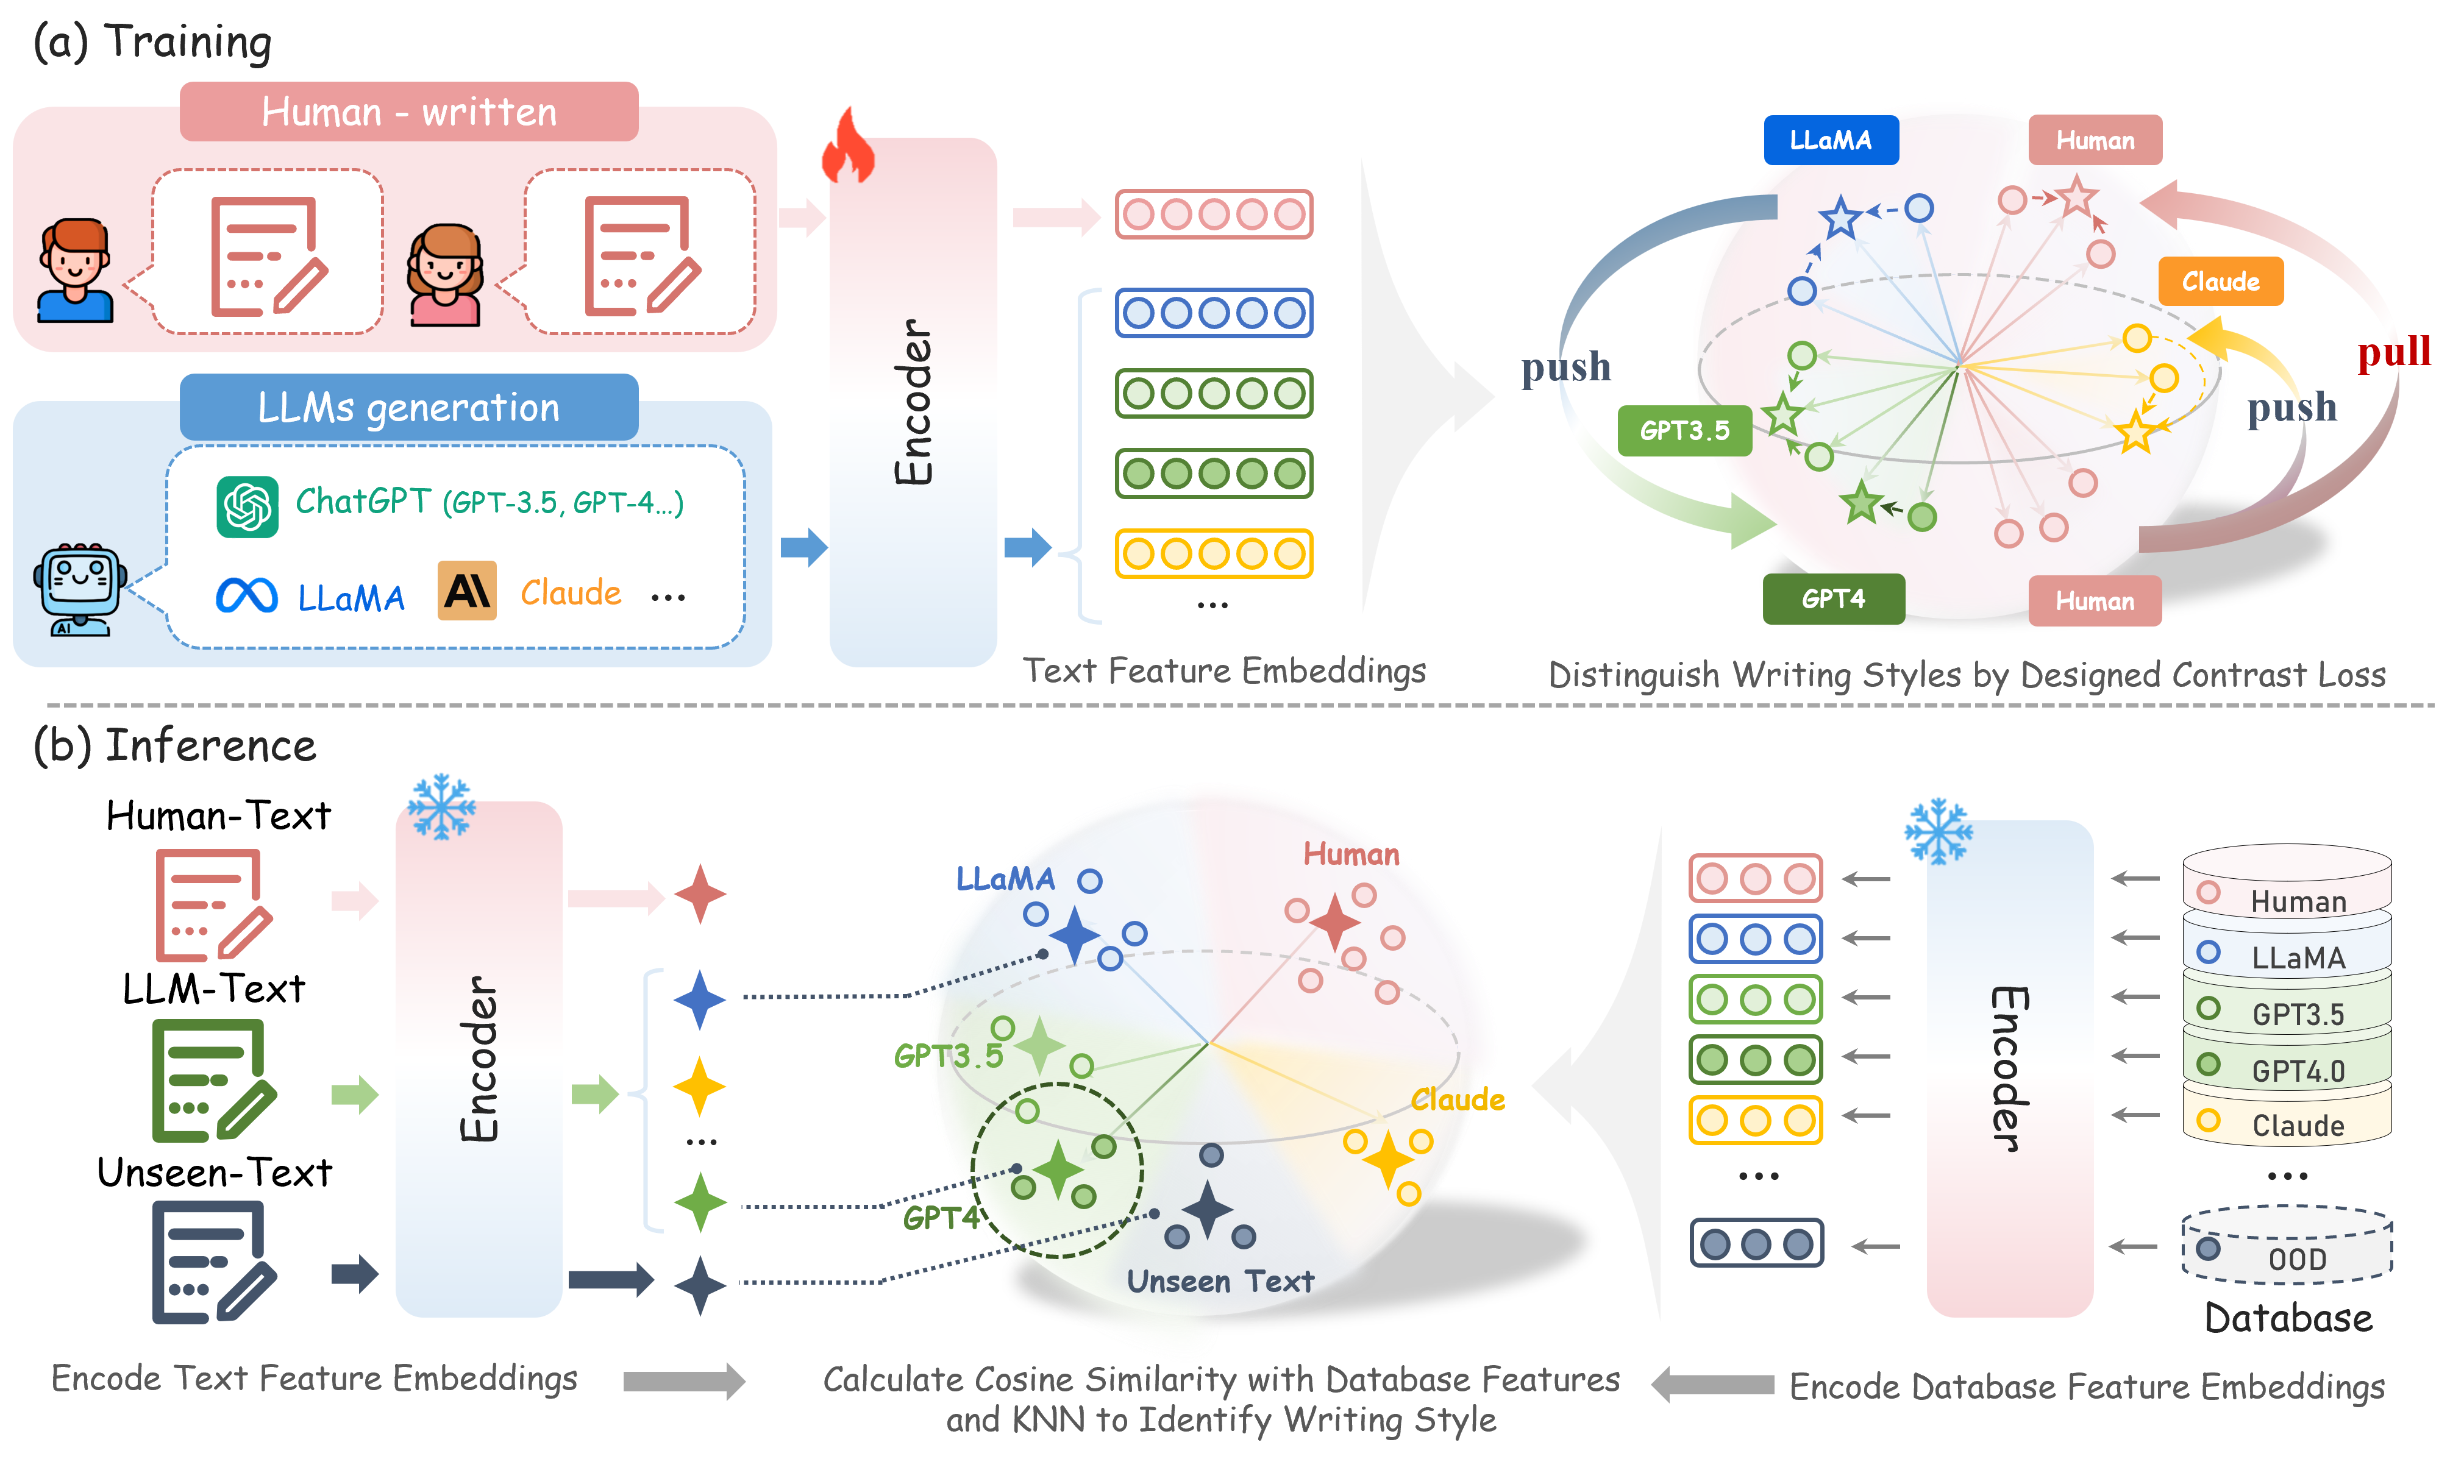 (a) Training
Human - written
LLMs generation
ChatGPT (GPT-3.5, GPT-4...)
LLaMA
Claude
...
AI
Encoder
...
Text Feature Embeddings
LLaMA
Human
Claude
push
pull
push
GPT3.5
GPT4
Human
Distinguish Writing Styles by Designed Contrast Loss
(b) Inference
Human-Text
LLM-Text
Unseen-Text
Encoder
...
LLaMA
Human
GPT3.5
Claude
GPT4
Unseen Text
...
Encoder
Human
LLaMA
GPT3.5
GPT4.0
Claude
...
OOD
Database
Encode Text Feature Embeddings
Calculate Cosine Similarity with Database Features
and KNN to Identify Writing Style
Encode Database Feature Embeddings